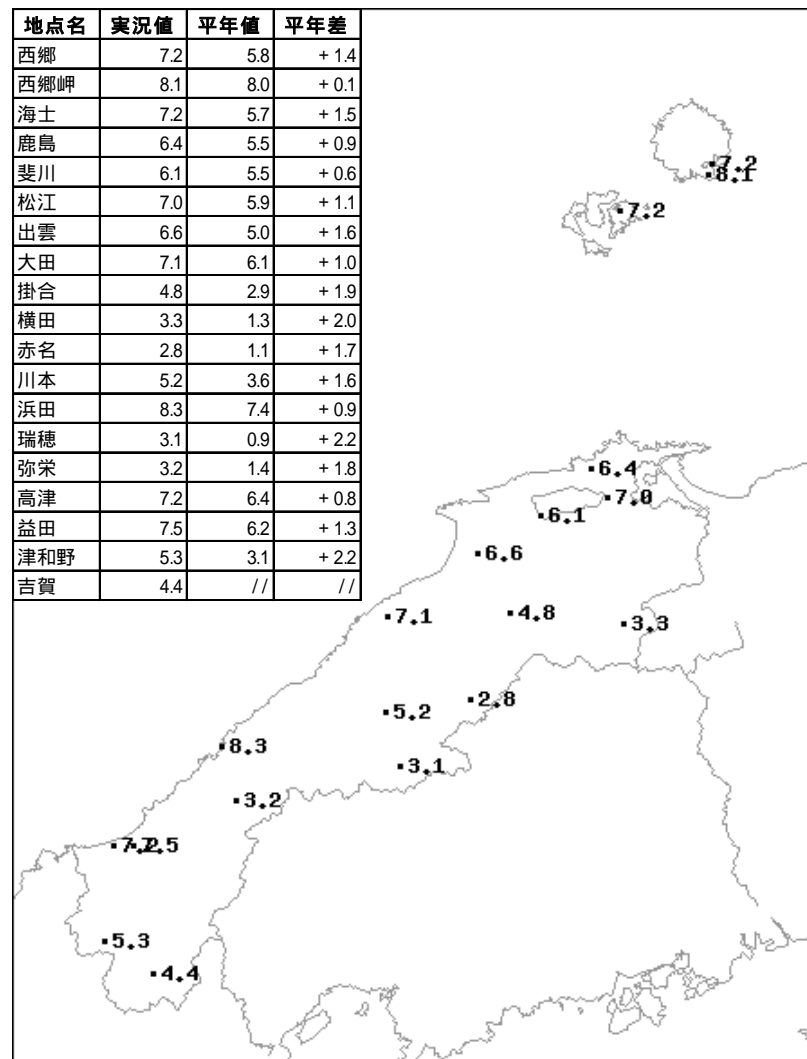 地点名 実況値 平年値 平年差
西郷 7.2 5.8 + 1.4
西郷岬 8.1 8.0 + 0.1
海士 7.2 5.7 + 1.5
鹿島 6.4 5.5 + 0.9
斐川 6.1 5.5 + 0.6
松江 7.0 5.9 + 1.1
出雲 6.6 5.0 + 1.6
大田 7.1 6.1 + 1.0
掛合 4.8 2.9 + 1.9
横田 3.3 1.3 + 2.0
赤名 2.8 1.1 + 1.7
川本 5.2 3.6 + 1.6
浜田 8.3 7.4 + 0.9
瑞穂 3.1 0.9 + 2.2
弥栄 3.2 1.4 + 1.8
高津 7.2 6.4 + 0.8
益田 7.5 6.2 + 1.3
津和野 5.3 3.1 + 2.2
吉賀 4.4 // //
7.2
8.1
7.2
6.4
7.0
6.1
6.6
4.8
7.1
3.3
2.8
5.2
8.3
3.1
3.2
7.2
7.5
5.3
4.4